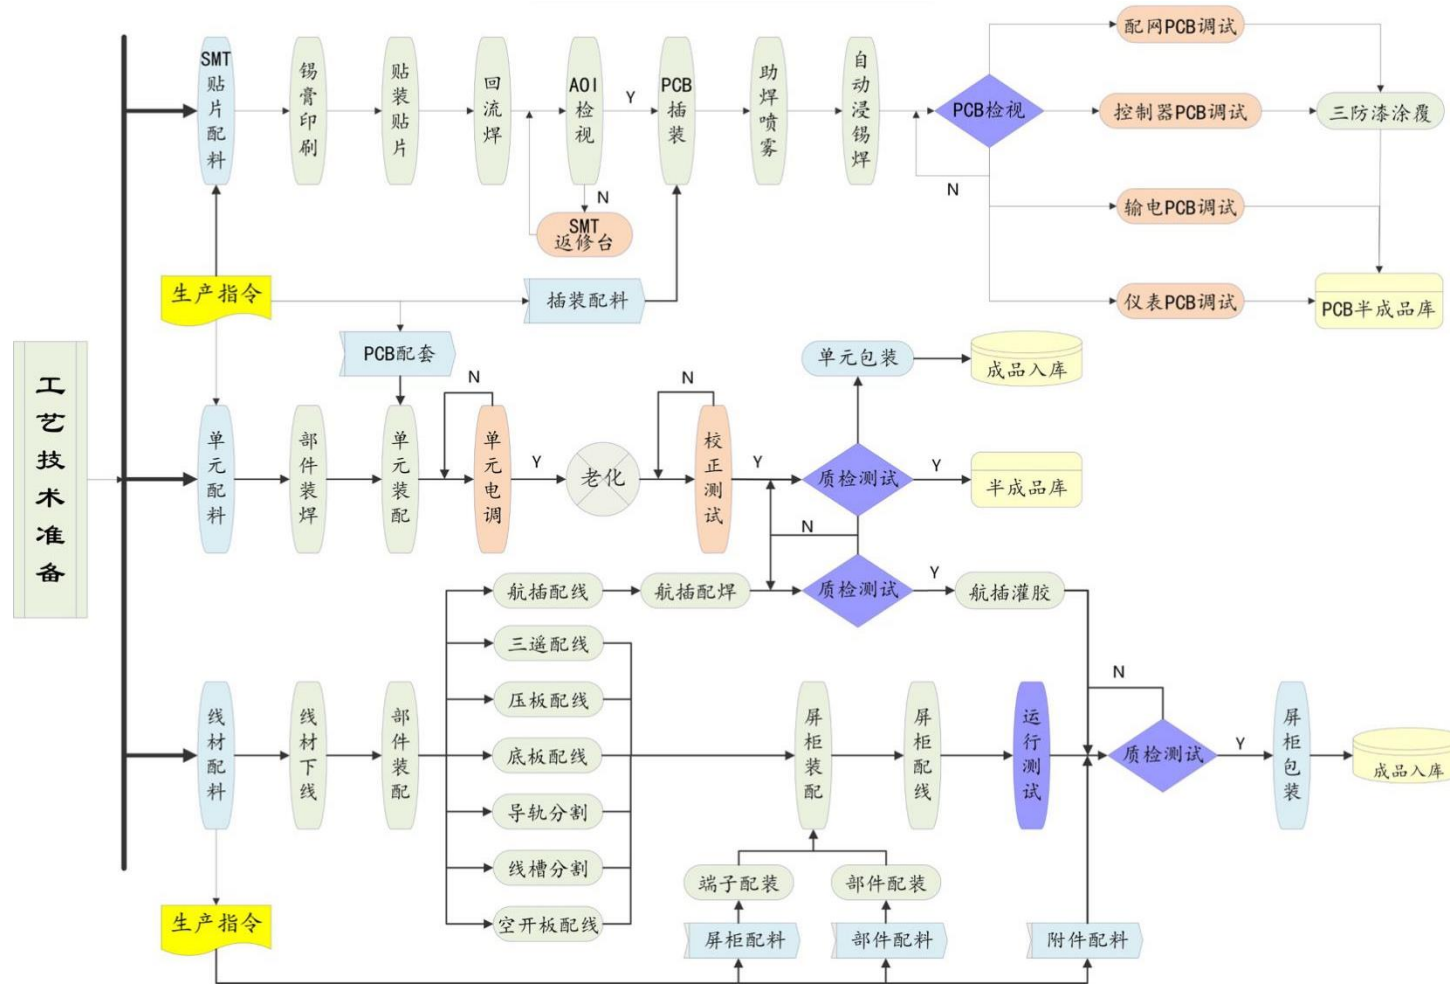 工艺技术准备
SMT贴片配料
锡膏印刷
贴装贴片
回流焊
AOI检视
Y
N
SMT
返修台
PCB插装
助焊喷雾
自动浸锡焊
PCB检视
N
配网PCB调试
控制器PCB调试
输电PCB调试
仪表PCB调试
三防漆涂覆
PCB半成品库
生产指令
插装配料
PCB配套
单元配料
部件装焊
单元装配
N
单元电调
Y
老化
N
校正测试
Y
质检测试
单元包装
成品入库
Y
半成品库
N
航插配线
航插配焊
质检测试
Y
航插灌胶
三遥配线
压板配线
底板配线
导轨分割
线槽分割
空开板配线
线材配料
线材下线
部件装配
屏柜装配
屏柜配线
运行测试
N
质检测试
Y
屏柜包装
成品入库
端子配装
部件配装
生产指令
屏柜配料
部件配料
附件配料